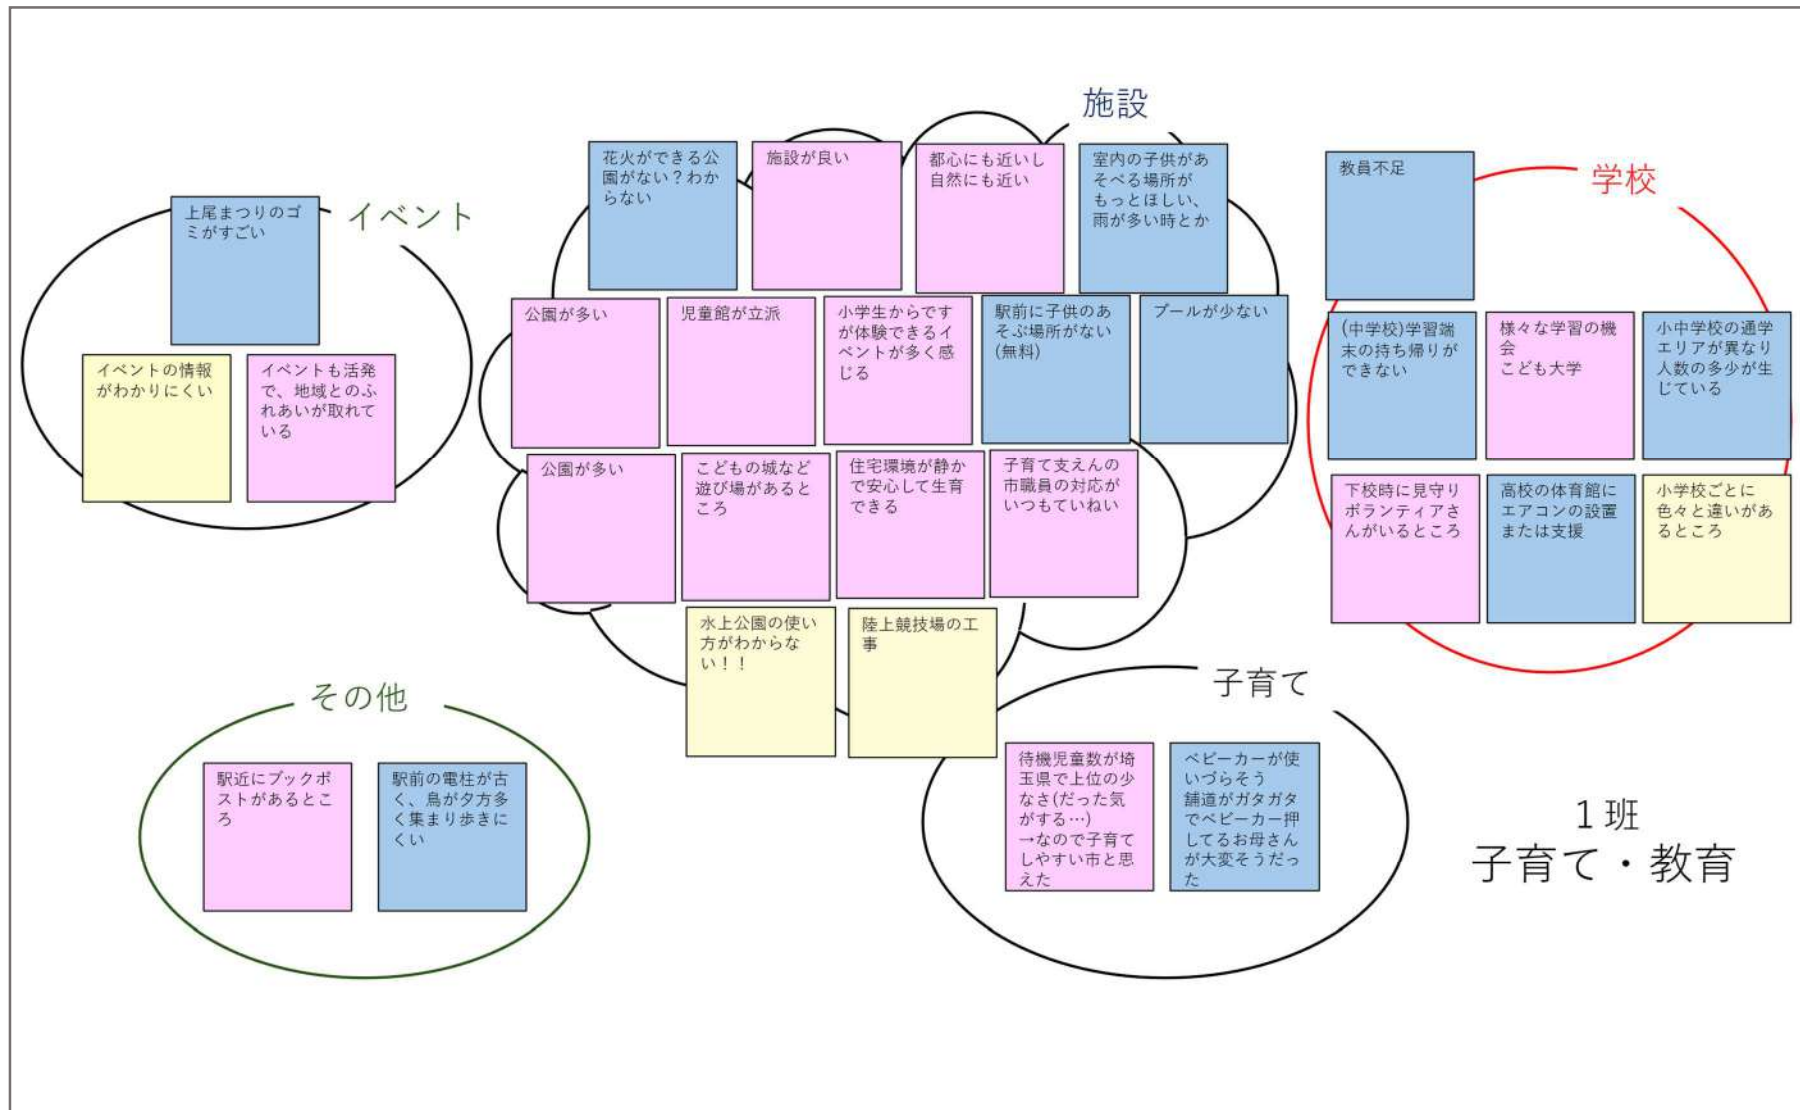 イベント
上尾まつりのゴ
ミがすごい
イベントの情報
がわかりにくい
イベントも活発
で、地域とのふ
れあいが取れて
いる
施設
花火ができる公
園がない？わか
らない
施設が良い
都心にも近いし
自然にも近い
室内の子供があ
そべる場所が
もっとほしい、
雨が多い時とか
公園が多い
児童館が立派
小学生からです
が体験できるイ
ベントが多く感
じる
駅前に子供のあ
そぶ場所がない
(無料)
プールが少ない
公園が多い
こどもの城など
遊び場があると
ころ
住宅環境が静か
で安心して生育
できる
子育て支えんの
市職員の対応が
いつもていねい
水上公園の使い
方がわからな
い！！
陸上競技場の工
事
学校
教員不足
(中学校)学習端
末の持ち帰りが
できない
様々な学習の機
会
こども大学
小中学校の通学
エリアが異なり
人数の多少が生
じている
下校時に見守り
ボランティアさ
んがいるところ
高校の体育館に
エアコンの設置
または支援
小学校ごとに
色々と違いがあ
るところ
その他
駅近にブックポ
ストがあるとこ
ろ
駅前の電柱が古
く、鳥が夕方多
く集まり歩きに
くい
子育て
待機児童数が埼
玉県で上位の少
なさ(だった気
がする…)
→なので子育て
しやすい市と思
えた
ベビーカーが使
いづらそう
舗道がガタガタ
でベビーカー押
してるお母さん
が大変そうだっ
た
１班
子育て・教育